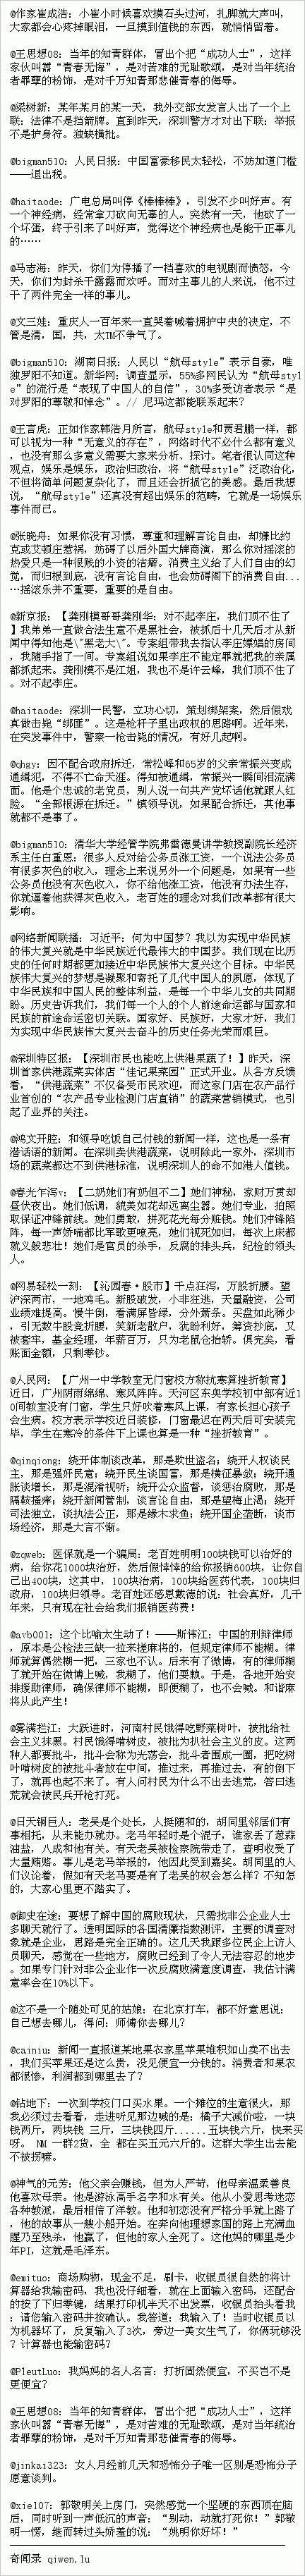 @作家崔成浩：小崔小时候喜欢摸石头过河，扎脚就大声叫，
大家都会心疼掉眼泪，一旦摸到值钱的东西，就悄悄留着。
@王思想08：当年的知青群体，冒出个把“成功人士”，这样
家伙叫嚣“青春无悔”，是对苦难的无耻歌颂，是对当年统治
者罪孽的粉饰，是对千万知青那悲催青春的侮辱。
@梁树新：某年某月的某一天，我外交部女发言人出了一个上
联：法律不是挡箭牌。直到昨天，深圳警方才对出下联：举报
不是护身符。独缺横批。
@bigman510：人民日报：中国富豪移民太轻松，不妨加道门槛
——退出税。
@haitaode：广电总局叫停《棒棒棒》，引发不少叫好声。有
一个神经病，经常拿刀砍向无辜的人。突然有一天，他砍了一
个坏蛋，终于引来了叫好声，觉得这个神经病也是能干正事儿
的……
@马志海：昨天，你们为停播了一档喜欢的电视剧而愤怒，今
天，你们为封杀干露露而欢呼。而对主事儿的人来说，他不过
干了两件完全一样的事儿。
@文三娃：重庆人一百年来一直哭着喊着拥护中央的决定，不
管是清，国，共，太TM不争气了。
@bigman510：湖南日报：人民以“航母style”表示自豪，唯
独罗阳不知道。新华网：调查显示，55%多网民认为“航母styl
e”的流行是“表现了中国人的自信”，30%多受访者表示“是
对罗阳的尊敬和悼念”。// 尼玛这都能联系起来？
@王言虎：正如作家韩浩月所言，航母style和贾君鹏一样，都
可以视为一种“无意义的存在”，网络时代不必什么都有意义
，也没有那么多意义需要大家来分析、探讨。笔者很认同这种
观点，娱乐是娱乐，政治归政治，将“航母style”泛政治化，
不但将简单问题复杂化了，而且还会折损它的美感。最后我想
说，“航母style”还真没有超出娱乐的范畴，它就是一场娱乐
事件而已。
@张晓舟：如果你没有习惯，尊重和理解言论自由，却嫌比约
克或艾顿庄惹祸，妨碍了以后外国大牌商演，那么你对摇滚的
热爱只是一种很贱的小资的洁癖。消费主义给了人们自由的幻
觉，而根据到底，没有言论自由，也会妨碍阁下的消费自由...
…摇滚乐并不重要，重要的是自由。
@新京报：【龚刚模哥哥龚刚华：对不起李庄，我们顶不住了
】我弟弟一直做合法生意不是黑社会，被抓后十几天后才从新
闻中得知他是\"黑老大\"。专案组带我去指认李庄嫖娼的房间
，我随手指了一间。专案组说如果李庄不能定罪就把我的亲属
都抓起来。龚刚模不是江姐，我也不是许云峰，我们顶不住了
。对不起李庄。
@haitaode：深圳一民警，立功心切，策划绑架案，然后假戏
真做击毙“绑匪”。这是枪杆子里出政权的思路啊。近年来，
在突发事件中，警察一枪击毙的情况，有好几起啊。
@qhgy：因不配合政府拆迁，常松峰和65岁的父亲常振兴变成
通缉犯，不得不亡命天涯。得知被通缉，常振兴一瞬间泪流满
面。他是个忠诚的老党员，别人说一句共产党坏话他就跟人红
脸。“全部根源在拆迁。”镇领导说，如果配合拆迁，其他事
就都不是事了。
@bigman510：清华大学经管学院弗雷德曼讲学教授副院长经济
系主任白重恩：很多人反对给公务员涨工资，一个说法公务员
有很多灰色的收入，理念上来说另外一个问题是，如果有一些
公务员他没有灰色收入，你不给他涨工资，他没有办法生存，
你就逼着他获得灰色收入，老百姓的理念对我们改革都有很大
影响。
@网络新闻联播：习近平：何为中国梦？我以为实现中华民族
的伟大复兴就是中华民族近代最伟大的中国梦。我们现在比历
史的任何时期都更加接近中华民族伟大复兴这个目标。中华民
族伟大复兴的梦想是凝聚和寄托了几代中国人的夙愿，体现了
中华民族和中国人民的整体利益，是每一个中华儿女的共同期
盼。历史告诉我们，我们每一个人的个人前途命运都与国家和
民族的前途命运密切关联。国家好、民族好，大家才好，我们
为实现中华民族伟大复兴去奋斗的历史任务光荣而艰巨。
@深圳特区报：【深圳市民也能吃上供港果蔬了！】昨天，深
圳首家供港蔬菜实体店“佳记果菜园”正式开业。从各方反馈
看，“供港蔬菜”不仅备受市民欢迎，而这家门店在农产品行
业首创的“农产品专业检测门店直销”的蔬菜营销模式，也引
起了业界的关注。
@鸿文开腔：和领导吃饭自己付钱的新闻一样，这也是一条有
潜话语的新闻。在深圳卖供港蔬菜，说明除此一家外，深圳市
场的蔬菜都达不到供港标准，说明深圳人的命不如港人值钱。
@春光乍泻v：【二奶她们有奶但不二】她们神秘，家财万贯却
昼伏夜出。她们低调，貌美如花却远离尘嚣。她们专业，拍照
取保证冲锋前线。她们勇敢，拼死花光每分赃钱。她们冲锋陷
阵，每一声娇喃都比军歌更嘹亮，她们视死如归，每次上床都
就义般悲壮！她们是官员的杀手，反腐的排头兵，纪检的领头
人。
@网易轻松一刻：【沁园春·股市】千点狂泻，万股折腰。望
沪深两市，一地鸡毛。新股破发，小非狂逃，天量融资，公司
业绩难提高。慢牛倒，看满屏皆绿，分外萧条。买盘如此稀少
，引无数牛股竞折腰，笑新老散户，犹盼利好，筹资抄底，又
被套牢，基金经理，年薪百万，只为老鼠仓抬轿。俱完矣，看
账面金额，只剩零钞。
@人民网：【广州一中学教室无门窗校方称抗寒算挫折教育】
近日，广州阴雨绵绵、寒风阵阵。天河区东奥学校初中部有近10
间教室没有门窗，学生只好吹着寒风上课，有家长担心孩子
会生病。校方表示学校近日装修，门窗最迟在两天后可安装完
毕，学生在寒冷的条件下上课也算是一种“挫折教育”。
@qinqiong：绕开体制谈改革，那是欺世盗名；绕开人权谈民
主，那是强奸民意；绕开民生谈国富，那是横征暴敛；绕开通
胀谈增长，那是混淆视听；绕开公众监督，谈惩治腐败，那是
隔鞋搔痒；绕开新闻管制，谈言论自由，那是望梅止渴；绕开
司法独立，谈执法公正，那是缘木求鱼；绕开国企垄断，谈市
场经济，那是大言不惭。
@zqweb：医保就是一个骗局：老百姓明明100块钱可以治好的
病，给你花1000块治好，然后假惺惺的给你报销600块，让你自
己出400块，这其中，100块治病，100块给医药代表，100块归
政府，100块归领导。老百姓还感恩戴德的说：社会真好，几千
年来，只有现在社会给我们报销医药费！
@avb001：这个比喻太生动了！——斯伟江：中国的刑辩律师
，原本是公检法三缺一拉来搓麻将的，但规定律师不能糊。律
师就算偶然糊一把，三家也不认。后来有了微博，有的律师糊
了就开始在微博上喊，我糊了，他们耍赖。于是，各地开始安
排援助律师，确保律师不能糊，即便糊了，也不会喊。和谐麻
将从此产生！
@雾满拦江：大跃进时，河南村民饿得吃野菜树叶，被批给社
会主义抹黑。村民饿得啃树皮，被批为扒社会主义的皮。这两
种人都要批斗，批斗会称为光荡会，批斗者围成一圈，把吃树
叶啃树皮的被批斗者放在中间，推过来，再推过去，有的倒下
了，就再也起不来了。有人问村民为什么不出去逃荒，答曰逃
荒就会被民兵开枪打死。
@日天铜巨人：老吴是个处长，人挺随和的，胡同里邻居们有
事相托，从来能办就办。老马年轻时是个混子，谁家丢了葱蒜
油盐，八成和他有关。有天老吴被检察院带走了，查明收受了
大量贿赂。事儿是老马举报的，他因此受到嘉奖。胡同里的人
们议论着，假如有天老马要是有了老吴的权会怎么样？不知怎
的，大家心里更不踏实了。
@御史在途：要想了解中国的腐败现状，只需找非公企业人士
多聊天就行了。透明国际的各国清廉指数测评，主要的调查对
象就是企业，思路是完全正确的。这几天我跟多位民企上访人
员聊天，感觉在一些地方，腐败已经到了令人无法容忍的地步
。如果专门针对非公企业作一次反腐败满意度调查，我估计满
意率会在10%以下。
@这不是一个随处可见的姑娘：在北京打车，都不好意思说：
自己想去哪儿，得问：师傅你去哪儿？
@cainiu：新闻一直报道某地果农家里苹果堆积如山卖不出去
，我们买苹果还是这么贵，没见便宜一分钱的。消费者和果农
都很惨，利润都到哪里去了？
@钻地下：一次到学校门口买水果。一个摊位的生意很火，那
我必须过去看看，走进听见那边喊的是：橘子大减价啦，一块
钱两斤，两块钱 三斤，三块钱四斤......五块钱六斤，快来买
呀。 NM 一群2货，全 都在买五元六斤的。这群大学生出去能
不被拐嘛。
@神气的元芳：他父亲会赚钱，但为人严苛，他母亲温柔善良
他喜欢母亲。他是游泳高手名字和水有关。他从小爱思考迷恋
各种教派，最后相信了洋教。他和初恋没有严格分手就上路了
，他的故事从一艘小船开始。在奔向他理想家园的路上充满血
腥乃至残杀，他赢了，但他的家人全死了。这他妈的哪里是少
年PI，这就是毛泽东。
@emituo：商场购物，现金不足，刷卡，收银员很自然的将计
算器给我输密码，我也没仔细看，就在上面输入密码，还配合
的按了下归零键，结果打印机半天不出发票，收银员抬头看我
：请您输入密码并按确认。我答道：我输入了！当时收银员以
为机器坏了，反复输入了3次，旁边一美女生气了，你俩玩够没
？计算器也能输密码？
@PleutLuo：我妈妈的名人名言：打折固然便宜，不买岂不是
更便宜？
@王思想08：当年的知青群体，冒出个把“成功人士”，这样
家伙叫嚣“青春无悔”，是对苦难的无耻歌颂，是对当年统治
者罪孽的粉饰，是对千万知青那悲催青春的侮辱。
@jinkai323：女人月经前几天和恐怖分子唯一区别是恐怖分子
愿意谈判。
@xie107：郭敬明关上房门，突然感觉一个坚硬的东西顶在脑
后，同时听到一声低沉的声音：“别动，动就打死你！”郭敬
明一愣，继而转过头娇羞的说：“姚明你好坏！”
奇闻录 qiwen.lu